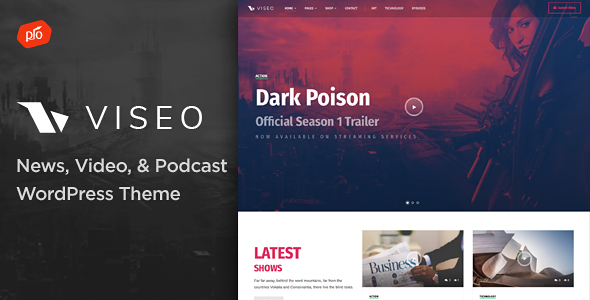 pro
VISEO
News, Video, & Podcast
WordPress Theme
VISEO
HOME PAGES SHOP CONTACT ART TECHNOLOGY EPISODES
ACTION
Dark Poison
Official Season 1 Trailer
NOW AVAILABLE ON STREAMING SERVICES
LATEST
SHOWS
Far far away, behind the word mountains, far from the
countries Vokalia and Consonantia, there live the blind texts.
Business
ACTION
TECHNOLOGY